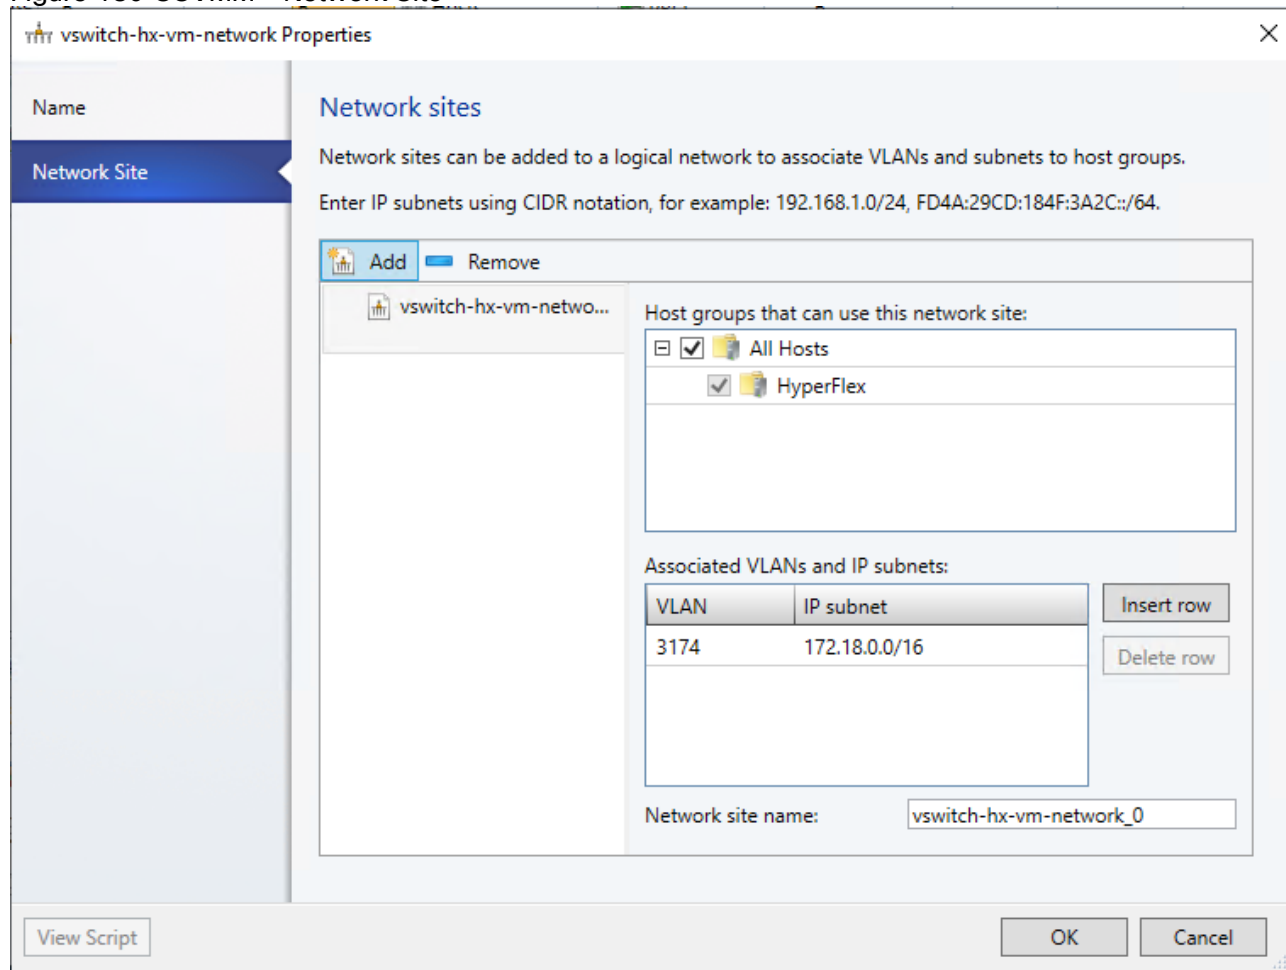 vswitch-hx-vm-network Properties
Name
Network Site
Network sites
Network sites can be added to a logical network to associate VLANs and subnets to host groups.
Enter IP subnets using CIDR notation, for example: 192.168.1.0/24, FD4A:29CD:184F:3A2C::/64.
Add Remove
vswitch-hx-vm-netwo...
Host groups that can use this network site:
All Hosts
HyperFlex
Associated VLANs and IP subnets:
VLAN IP subnet
3174 172.18.0.0/16
Insert row
Delete row
Network site name: vswitch-hx-vm-network_0
View Script
OK Cancel